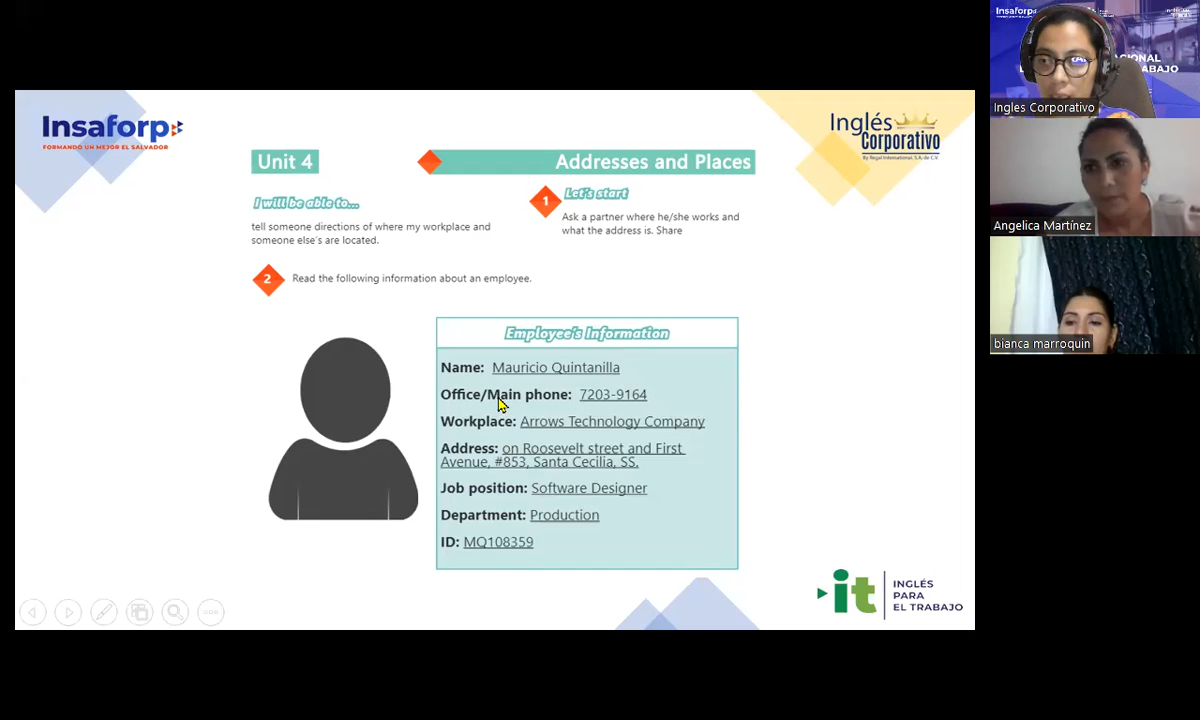 Insaforp
FORMANDO UN MEJOR EL SALVADOR
Inglés
Corporativo
By Regal International, S.A. de C.V.
Unit 4
Addresses and Places
I will be able to...
tell someone directions of where my workplace and
someone else´s are located.
1
Let's start
Ask a partner where he/she works and
what the address is. Share
2
Read the following information about an employee.
Employee's Information
Name: Mauricio Quintanilla
Office/Main phone: 7203-9164
Workplace: Arrows Technology Company
Address: on Roosevelt street and First
Avenue, #853, Santa Cecilia, SS.
Job position: Software Designer
Department: Production
ID: MQ108359
it
INGLÉS
PARA
EL TRABAJO
Insaforp
Ingles Corporativo
Angelica Martínez
bianca marroquin